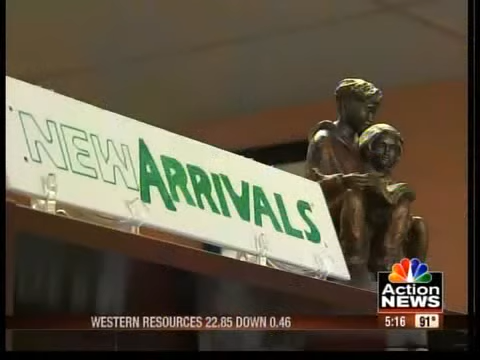 NEW ARRIVALS
Action
NEWS
5:16 91°
WESTERN RESOURCES 22.85 DOWN 0.46